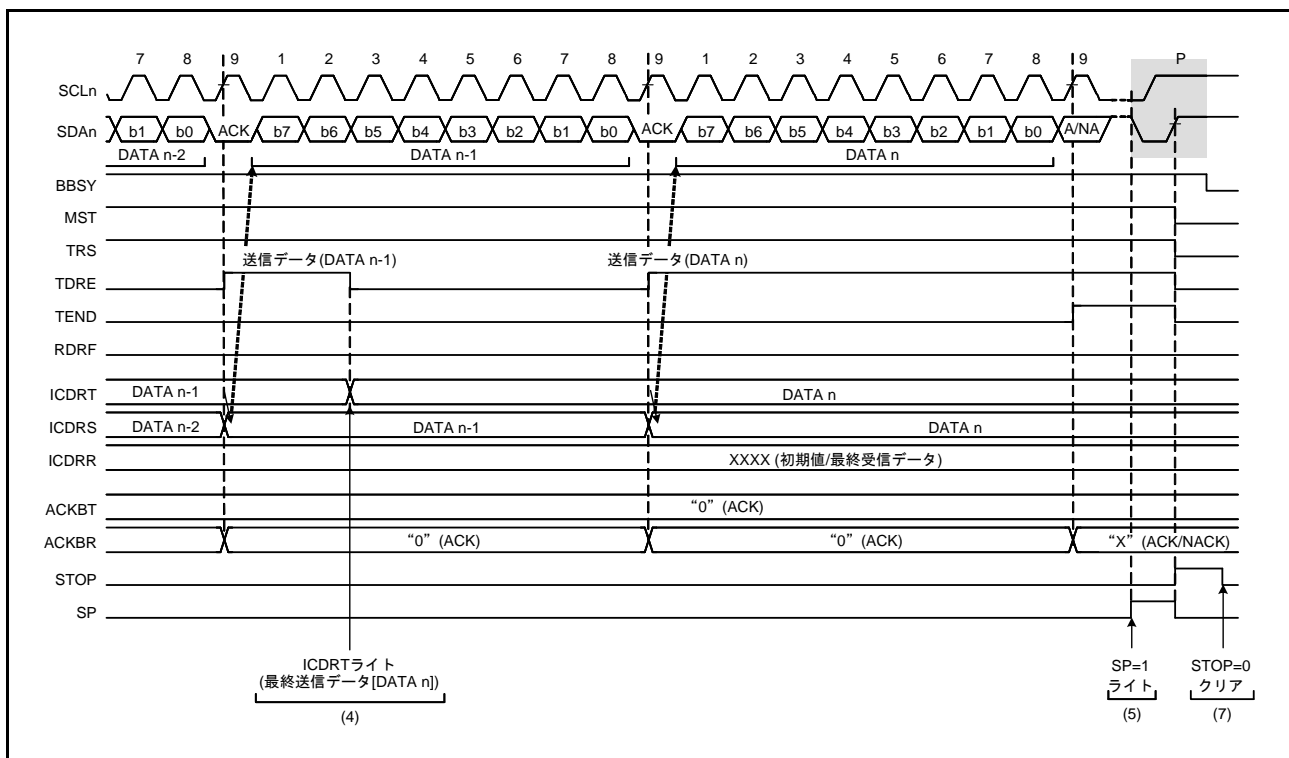 7 8 9 1 2 3 4 5 6 7 8 9 1 2 3 4 5 6 7 8 9 P
SCLn
SDAn b1 b0 ACK b7 b6 b5 b4 b3 b2 b1 b0 ACK b7 b6 b5 b4 b3 b2 b1 b0 A/NA
DATA n-2 DATA n-1 DATA n
BBSY
MST
TRS
送信データ(DATA n-1) 送信データ(DATA n)
TDRE
TEND
RDRF
ICDRT DATA n-1 DATA n
ICDRS DATA n-2 DATA n-1 DATA n
ICDRR XXXX (初期値/最終受信データ)
ACKBT “0” (ACK)
ACKBR “0” (ACK) “0” (ACK) “X” (ACK/NACK)
STOP
SP
ICDRTライト SP=1 STOP=0
(最終送信データ[DATA n]) ライト クリア
(4) (5) (7)